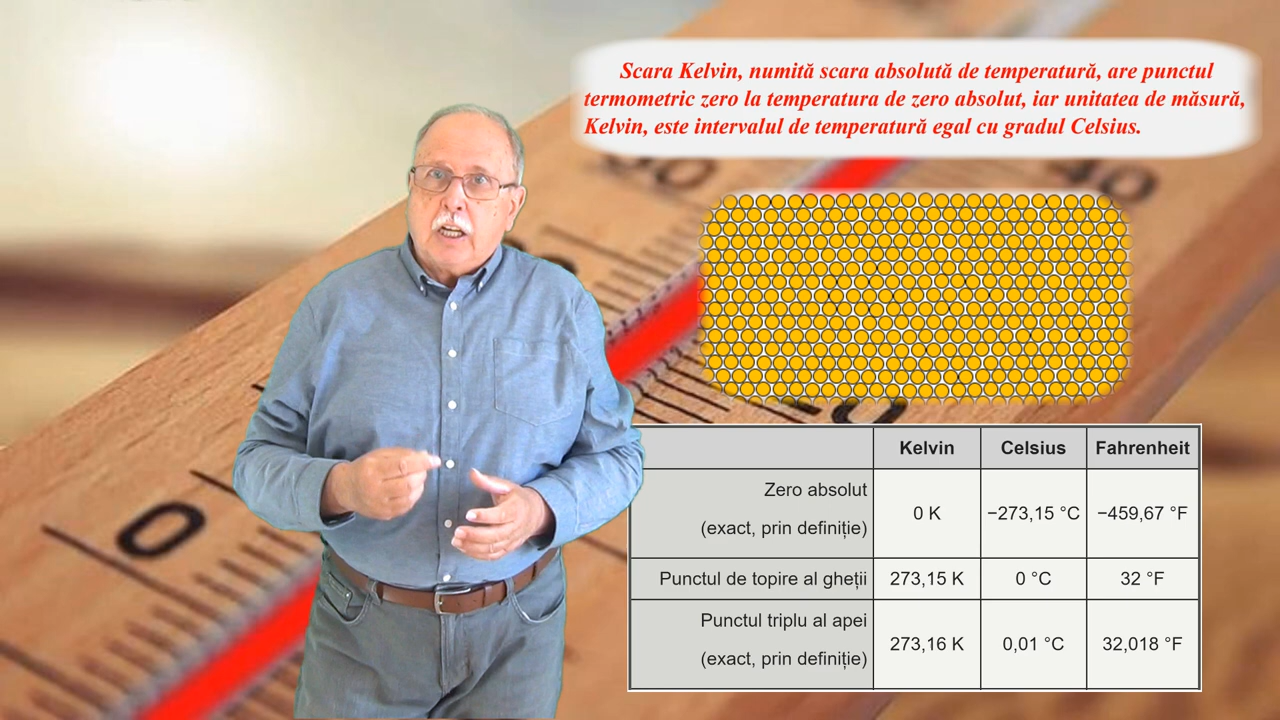 Scara Kelvin, numită scara absolută de temperatură, are punctul
termometric zero la temperatura de zero absolut, iar unitatea de măsură,
Kelvin, este intervalul de temperatură egal cu gradul Celsius.
40
0
0
Kelvin Celsius Fahrenheit
Zero absolut
(exact, prin definiție) 0 K −273,15 °C −459,67 °F
Punctul de topire al gheții 273,15 K 0 °C 32 °F
Punctul triplu al apei
(exact, prin definiție) 273,16 K 0,01 °C 32,018 °F